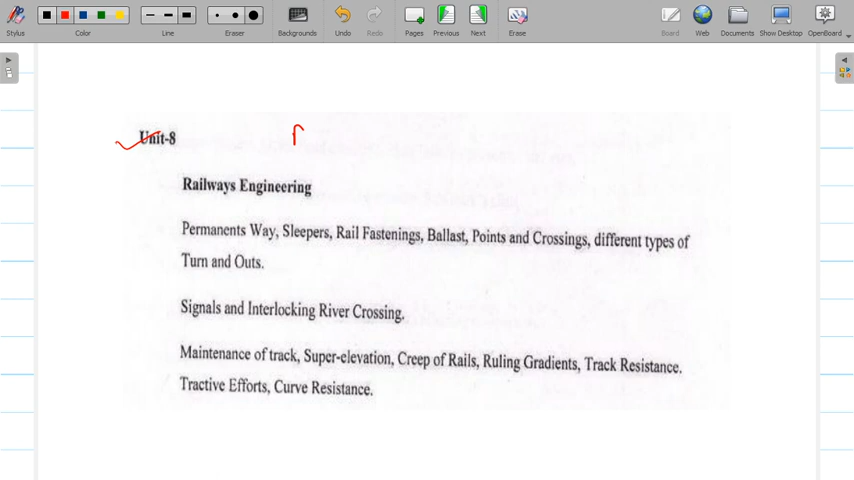 Stylus
Color
Line
Eraser
Backgrounds
Undo
Redo
Pages
Previous
Next
Erase
Board
Web
Documents
Show Desktop
OpenBoard
Unit-8
Railways Engineering
Permanents Way, Sleepers, Rail Fastenings, Ballast, Points and Crossings, different types of
Turn and Outs.
Signals and Interlocking River Crossing.
Maintenance of track, Super-elevation, Creep of Rails, Ruling Gradients, Track Resistance.
Tractive Efforts, Curve Resistance.